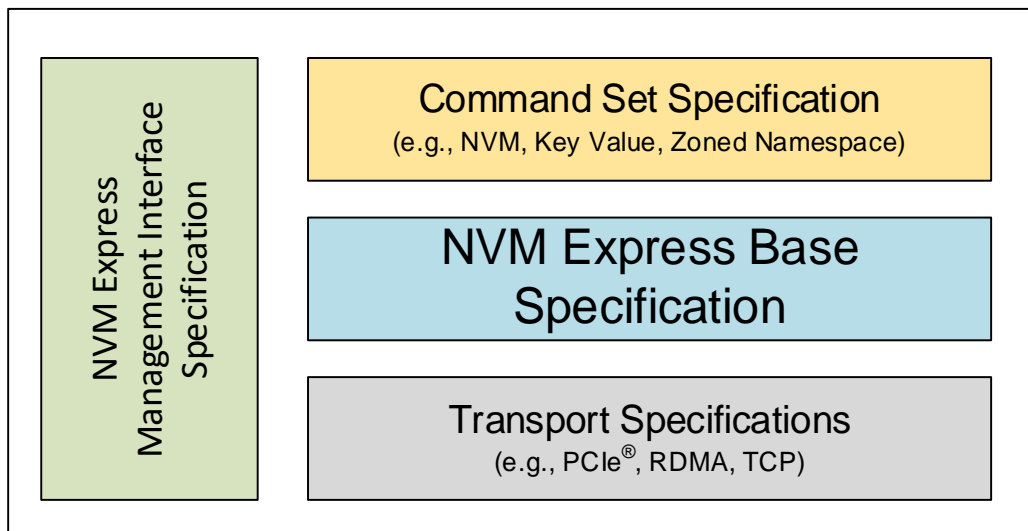 NVM Express
Management Interface
Specification
Command Set Specification
(e.g., NVM, Key Value, Zoned Namespace)
NVM Express Base
Specification
Transport Specifications
(e.g., PCIe®, RDMA, TCP)